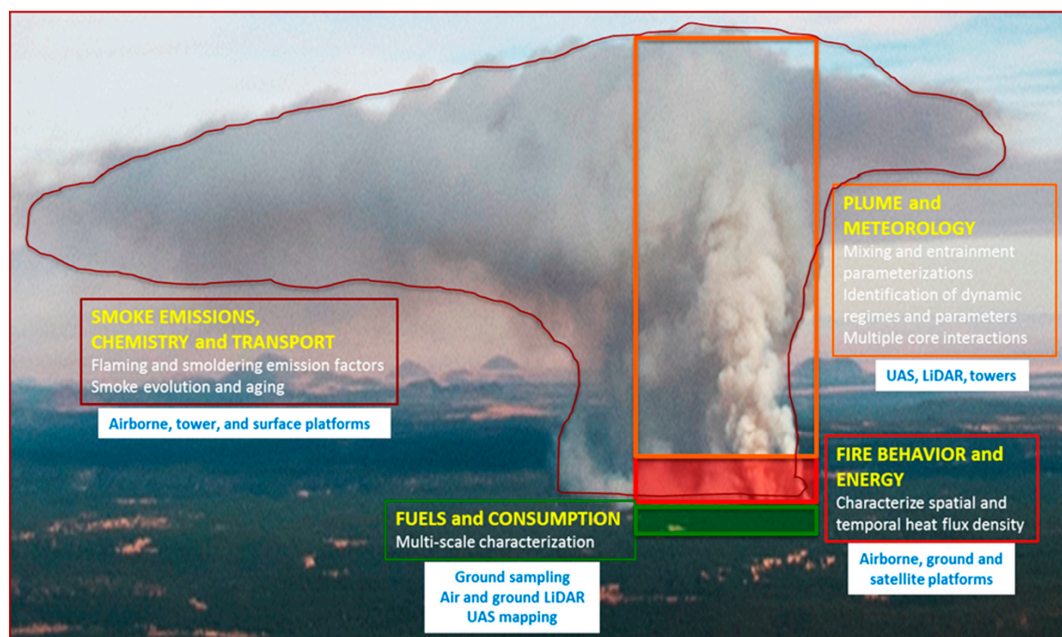 PLUME and
METEOROLOGY
Mixing and entrainment
parameterizations
Identification of dynamic
regimes and parameters
Multiple core interactions
UAS, LiDAR, towers
SMOKE EMISSIONS,
CHEMISTRY and TRANSPORT
Flaming and smoldering emission factors
Smoke evolution and aging
Airborne, tower, and surface platforms
FIRE BEHAVIOR and
ENERGY
Characterize spatial and
temporal heat flux density
Airborne, ground and
satellite platforms
FUELS and CONSUMPTION
Multi-scale characterization
Ground sampling
Air and ground LiDAR
UAS mapping